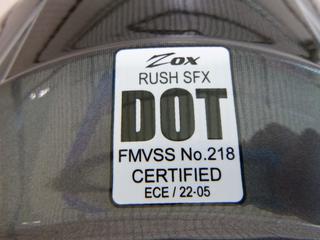 Zox
RUSH SFX
DOT
FMVSS No.218
CERTIFIED
ECE / 22-05